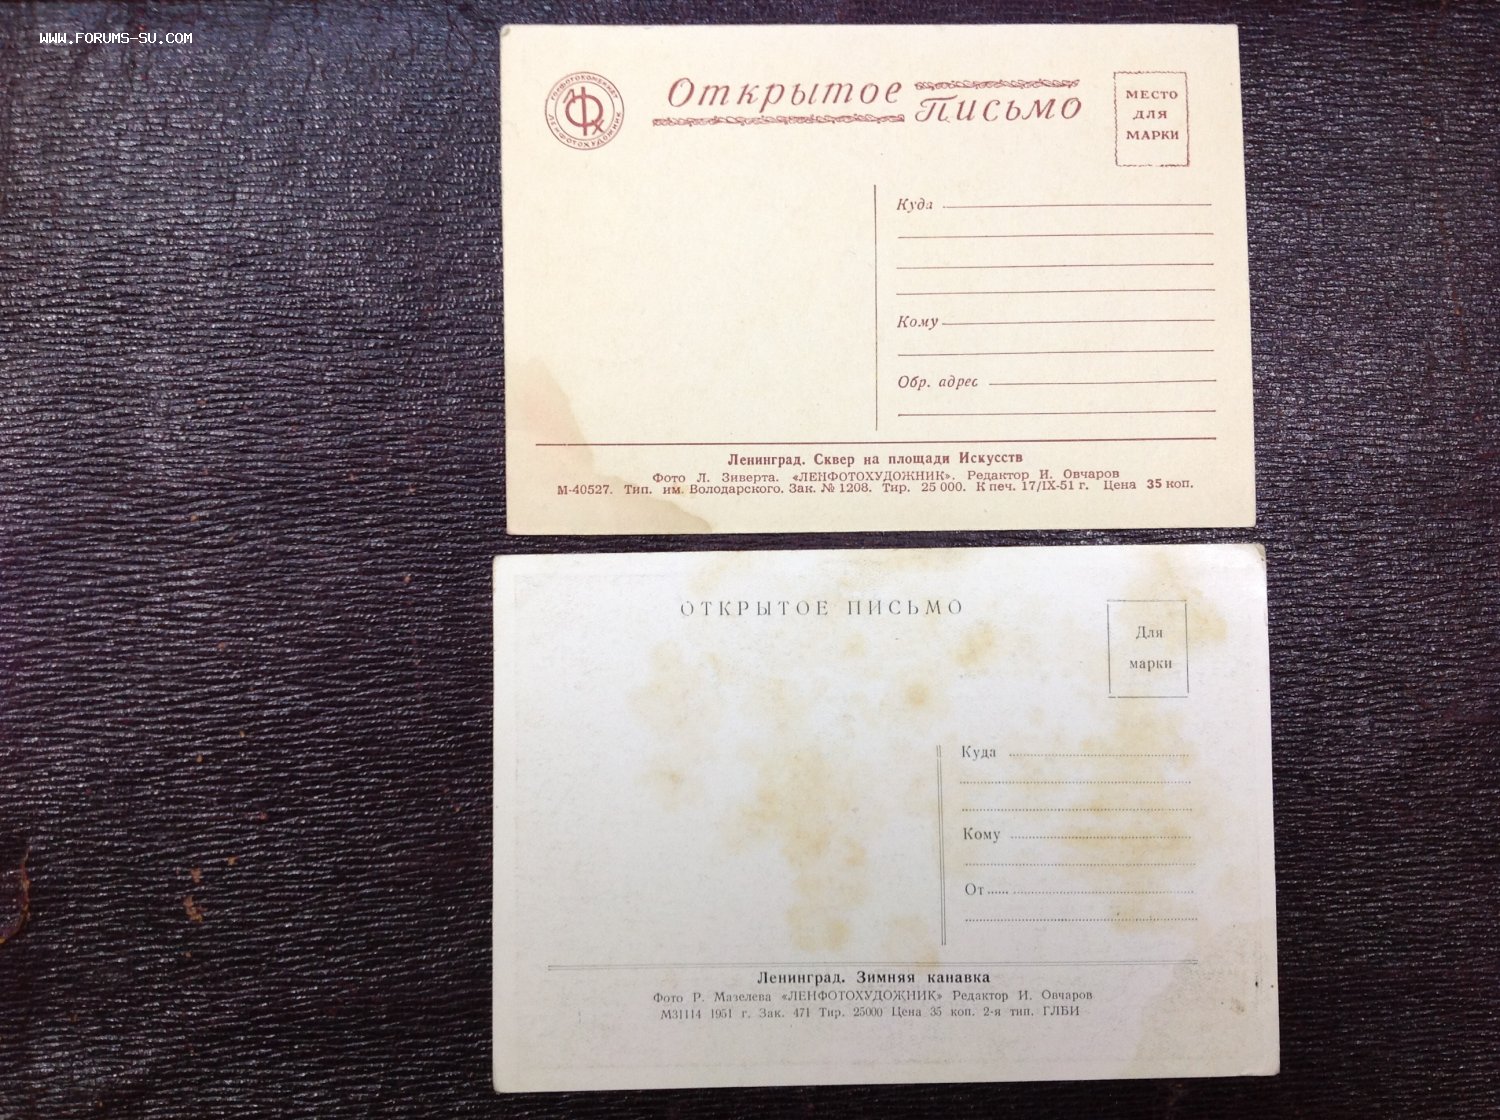 WWW.FORUMS-SU.COM
ЛЕНФОТОХУДОЖНИК
ЛФХ
Открытое
Письмо
МЕСТО
ДЛЯ
МАРКИ
Куда
Кому
Обр. адрес
Ленинград. Сквер на площади Искусств
Фото Л. Зиверта. «ЛЕНФОТОХУДОЖНИК». Редактор И. Овчаров
М-40527. Тип. им. Володарского. Зак. № 1208. Тир. 25 000. К печ. 17/IX-51 г. Цена 35 коп.
ОТКРЫТОЕ ПИСЬМО
Для
марки
Куда
Кому
От
Ленинград. Зимняя канавка
Фото Р. Мазелева «ЛЕНФОТОХУДОЖНИК» Редактор И. Овчаров
М31114 1951 г. Зак. 471 Тир. 25000 Цена 35 коп. 2-я тип. ГЛБИ